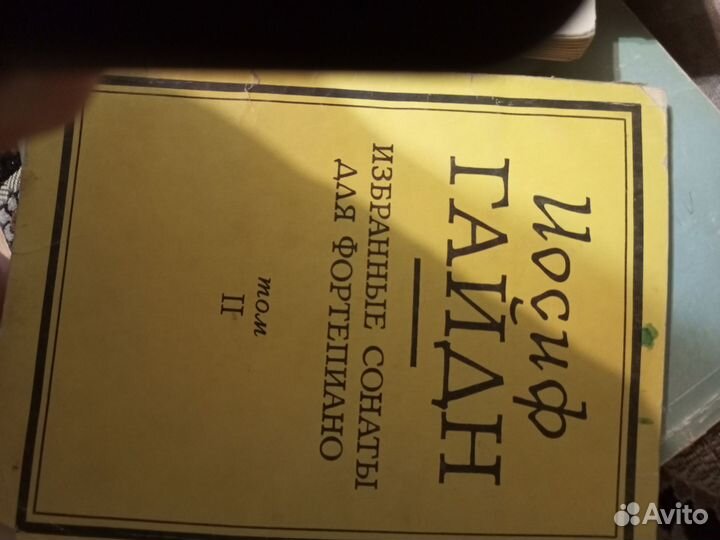 Иосиф
ГАЙДН
ИЗБРАННЫЕ СОНАТЫ
ДЛЯ ФОРТЕПИАНО
том
II
Avito